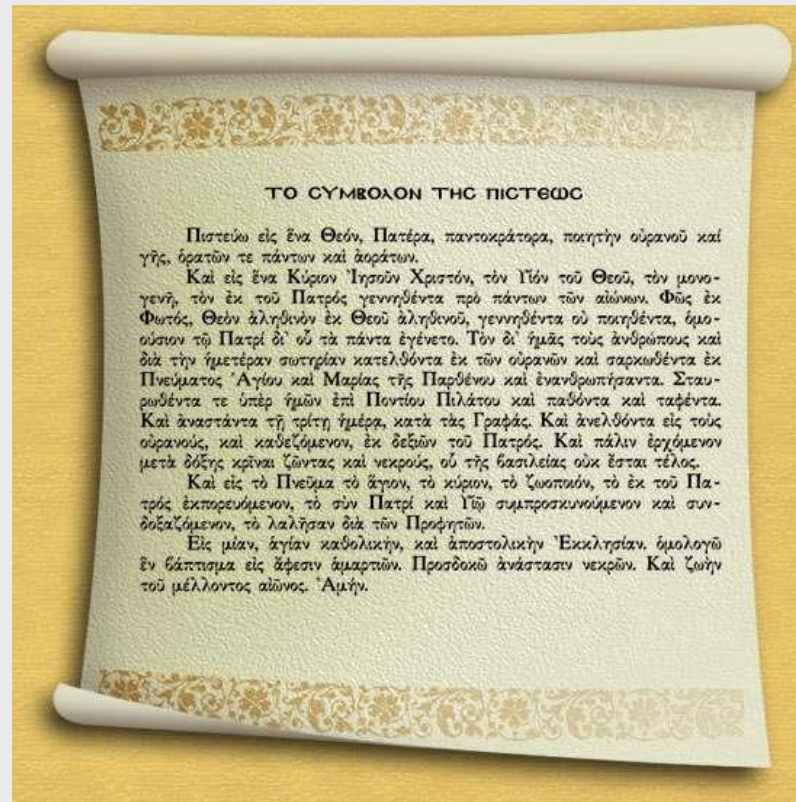 ΤΟ ϹΥΜΒΟΛΟΝ ΤΗϹ ΠΙϹΤΕωϹ
Πιστεύω εἰς ἕνα Θεόν, Πατέρα, παντοκράτορα, ποιητὴν οὐρανοῦ καί
γῆς, ὁρατῶν τε πάντων καὶ ἀοράτων.
Καὶ εἰς ἕνα Κύριον Ἰησοῦν Χριστόν, τὸν Υἱόν τοῦ Θεοῦ, τὸν μονο-
γενῆ, τὸν ἐκ τοῦ Πατρός γεννηθέντα πρὸ πάντων τῶν αἰώνων. Φῶς ἐκ
Φωτός, Θεὸν ἀληθινὸν ἐκ Θεοῦ ἀληθινοῦ, γεννηθέντα οὐ ποιηθέντα, ὁμο-
ούσιον τῷ Πατρί δι' οὗ τὰ πάντα ἐγένετο. Τὸν δι' ἡμᾶς τοὺς ἀνθρώπους καὶ
διὰ τὴν ἡμετέραν σωτηρίαν κατελθόντα ἐκ τῶν οὐρανῶν καὶ σαρκωθέντα ἐκ
Πνεύματος Ἁγίου καὶ Μαρίας τῆς Παρθένου καὶ ἐνανθρωπήσαντα. Σταυ-
ρωθέντα τε ὑπὲρ ἡμῶν ἐπὶ Ποντίου Πιλάτου καὶ παθόντα καὶ ταφέντα.
Καὶ ἀναστάντα τῇ τρίτῃ ἡμέρᾳ, κατὰ τὰς Γραφάς. Καὶ ἀνελθόντα εἰς τοὺς
οὐρανούς, καὶ καθεζόμενον, ἐκ δεξιῶν τοῦ Πατρός. Καὶ πάλιν ἐρχόμενον
μετὰ δόξης κρῖναι ζῶντας καὶ νεκρούς, οὗ τῆς βασιλείας οὐκ ἔσται τέλος.
Καὶ εἰς τὸ Πνεῦμα τὸ ἅγιον, τὸ κύριον, τὸ ζωοποιόν, τὸ ἐκ τοῦ Πα-
τρός ἐκπορευόμενον, τὸ σὺν Πατρί καὶ Υἱῷ συμπροσκυνούμενον καὶ συν-
δοξαζόμενον, τὸ λαλῆσαν διὰ τῶν Προφητῶν.
Εἰς μίαν, ἁγίαν καθολικήν, καὶ ἀποστολικὴν Ἐκκλησίαν. ὁμολογῶ
ἓν βάπτισμα εἰς ἄφεσιν ἁμαρτιῶν. Προσδοκῶ ἀνάστασιν νεκρῶν. Καὶ ζωὴν
τοῦ μέλλοντος αἰῶνος. Ἀμήν.